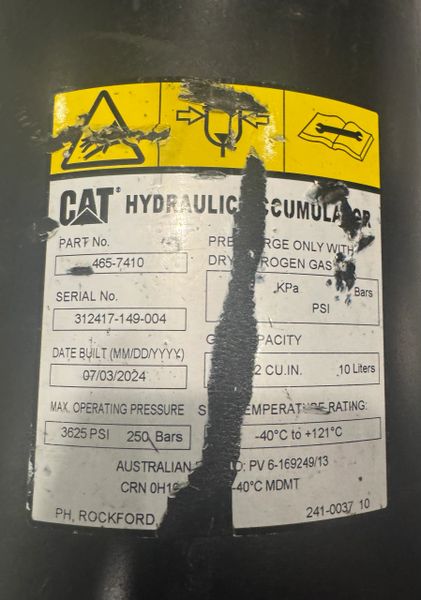 CAT® HYDRAULIC
PART No.
465-7410
SERIAL No.
312417-149-004
DATE BUILT (MM/DD/YYYY)
07/03/2024
MAX. OPERATING PRESSURE
3625 PSI 250 Bars
ONLY WITH
GAS
KPa Bars
PSI
CU.IN. 10 Liters
TEMPERATURE RATING:
-40°C to +121°C
AUSTRALIAN PV 6-169249/13
CRN -40°C MDMT
PH, ROCKFORD,
241-0037 10